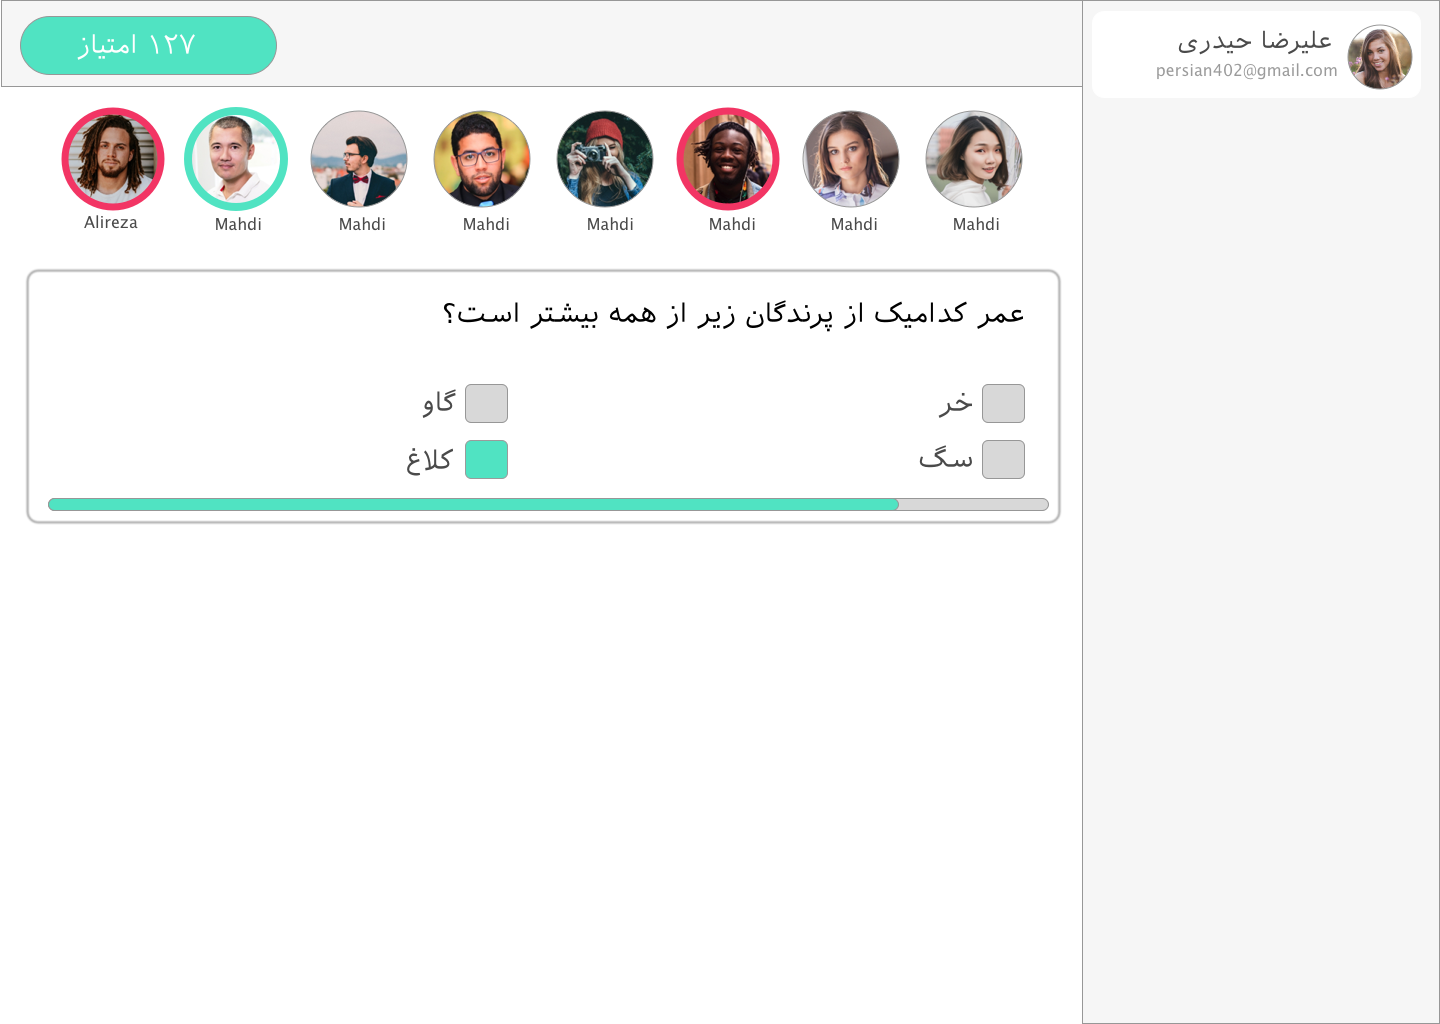 ۱۲۷ امتیاز
علیرضا حیدری
persian402@gmail.com
Alireza
Mahdi
Mahdi
Mahdi
Mahdi
Mahdi
Mahdi
Mahdi
عمر کدامیک از پرندگان زیر از همه بیشتر است؟
خر
گاو
سگ
کلاغ